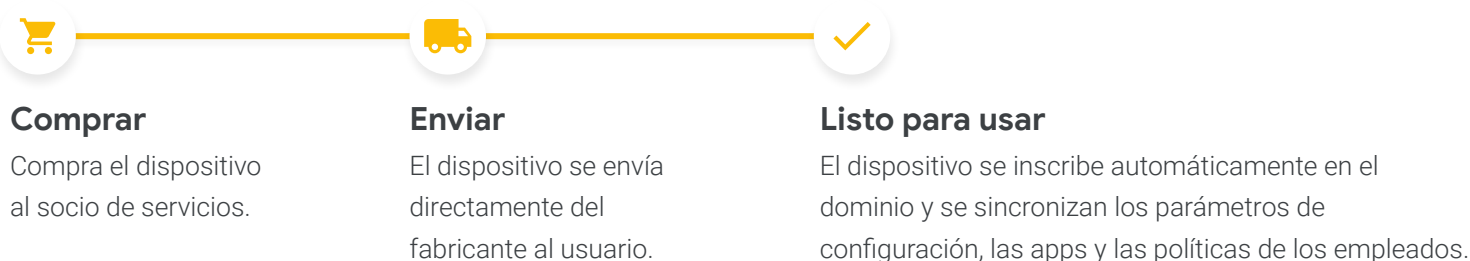 Comprar
Compra el dispositivo
al socio de servicios.
Enviar
El dispositivo se envía
directamente del
fabricante al usuario.
Listo para usar
El dispositivo se inscribe automáticamente en el
dominio y se sincronizan los parámetros de
configuración, las apps y las políticas de los empleados.